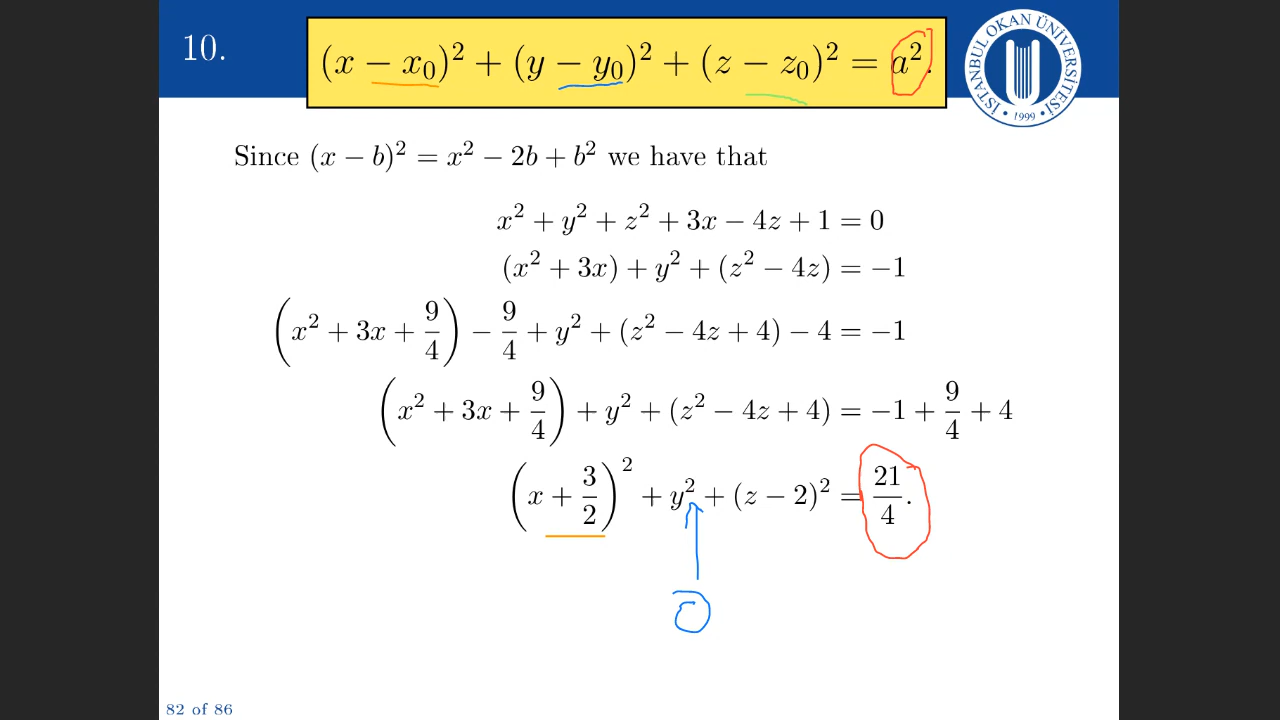 10.
(x − x₀)² + (y − y₀)² + (z − z₀)² = a².
İSTANBUL OKAN ÜNİVERSİTESİ
• 1999 •
Since (x − b)² = x² − 2b + b² we have that
x² + y² + z² + 3x − 4z + 1 = 0
(x² + 3x) + y² + (z² − 4z) = −1
(x² + 3x + 9/4) − 9/4 + y² + (z² − 4z + 4) − 4 = −1
(x² + 3x + 9/4) + y² + (z² − 4z + 4) = −1 + 9/4 + 4
(x + 3/2)² + y² + (z − 2)² = 21/4.
0
82 of 86